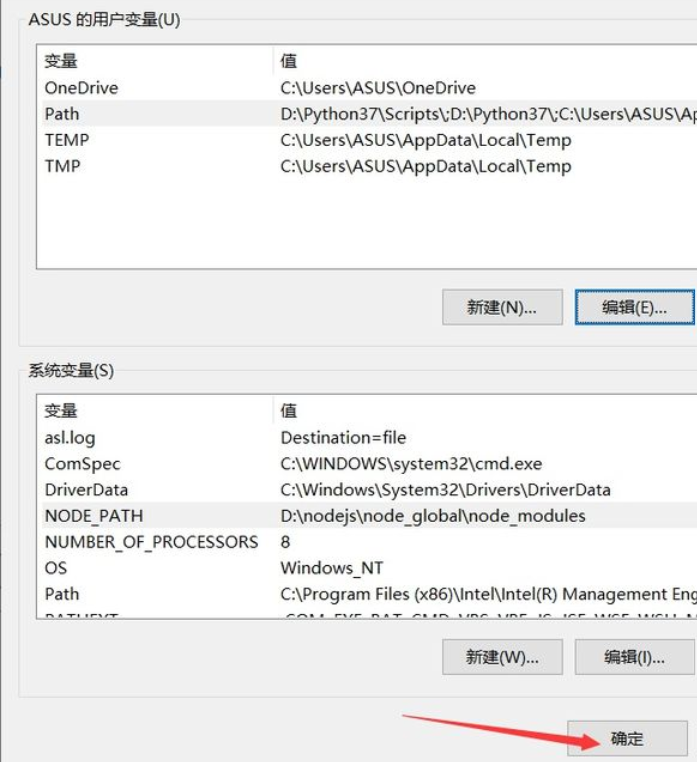 ASUS 的用户变量(U)
变量 值
OneDrive C:\Users\ASUS\OneDrive
Path D:\Python37\Scripts\;D:\Python37\;C:\Users\ASUS\Ap
TEMP C:\Users\ASUS\AppData\Local\Temp
TMP C:\Users\ASUS\AppData\Local\Temp
新建(N)... 编辑(E)...
系统变量(S)
变量 值
asl.log Destination=file
ComSpec C:\WINDOWS\system32\cmd.exe
DriverData C:\Windows\System32\Drivers\DriverData
NODE_PATH D:\nodejs\node_global\node_modules
NUMBER_OF_PROCESSORS 8
OS Windows_NT
Path C:\Program Files (x86)\Intel\Intel(R) Management Eng
新建(W)... 编辑(I)...
确定